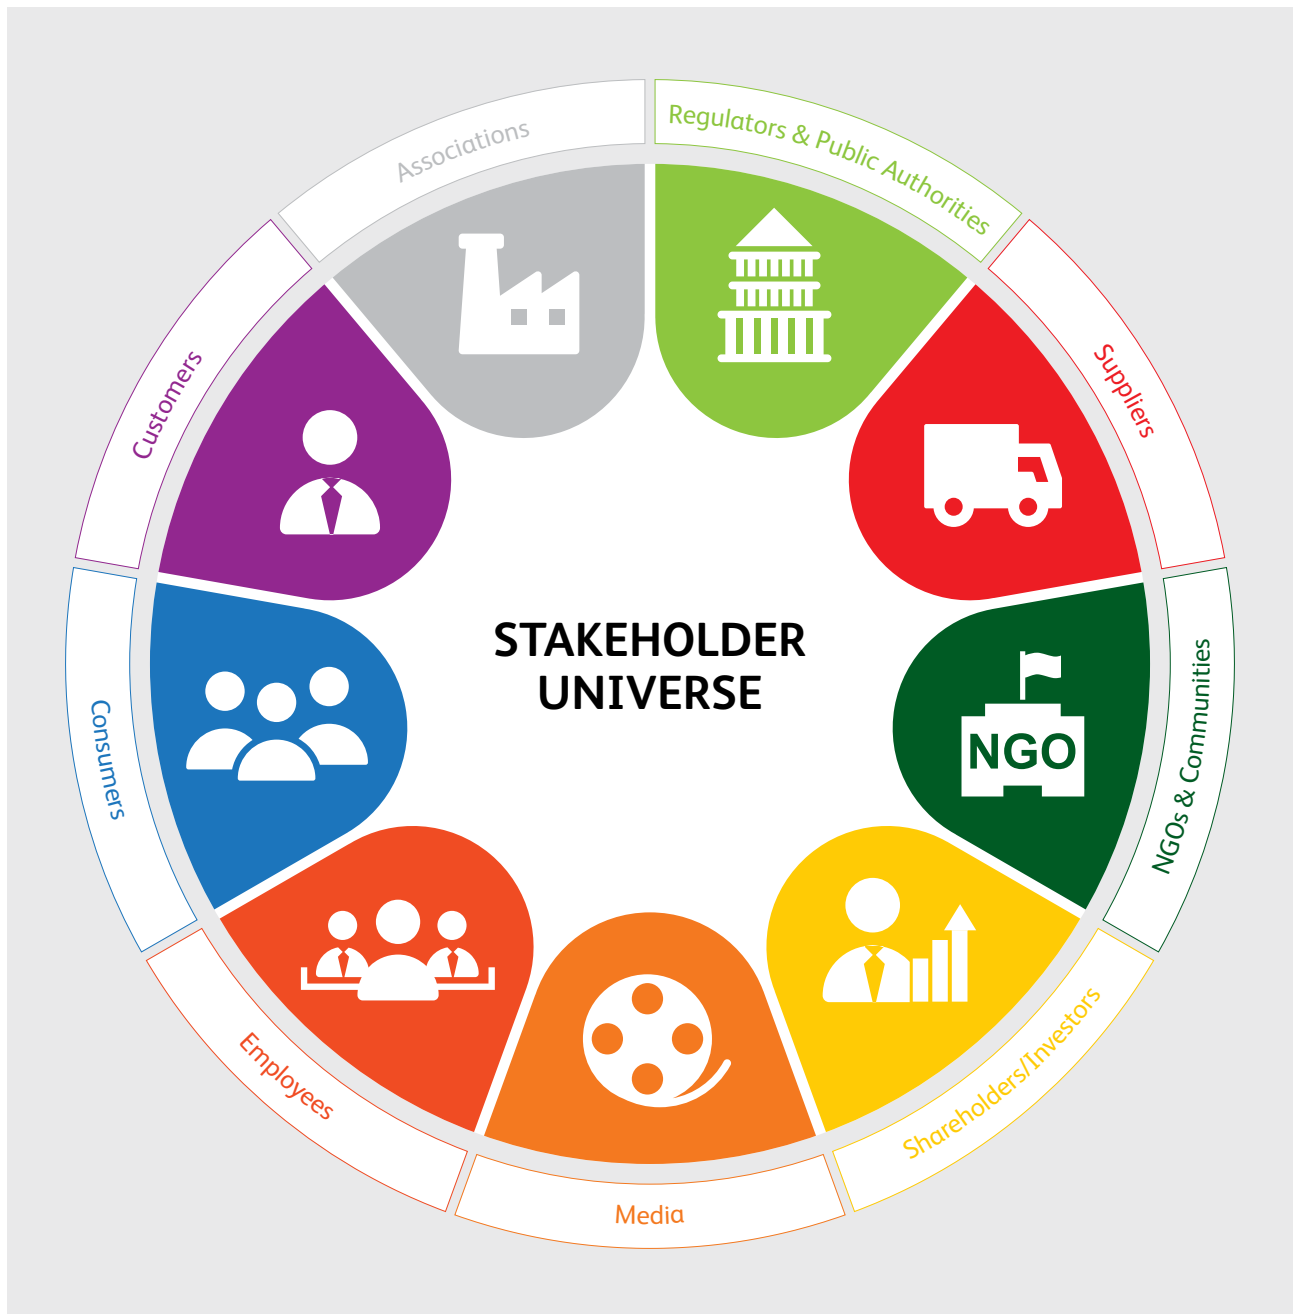 Associations
Regulators & Public Authorities
Customers
Suppliers
STAKEHOLDER
UNIVERSE
Consumers
NGOs & Communities
NGO
Employees
Shareholders/Investors
Media